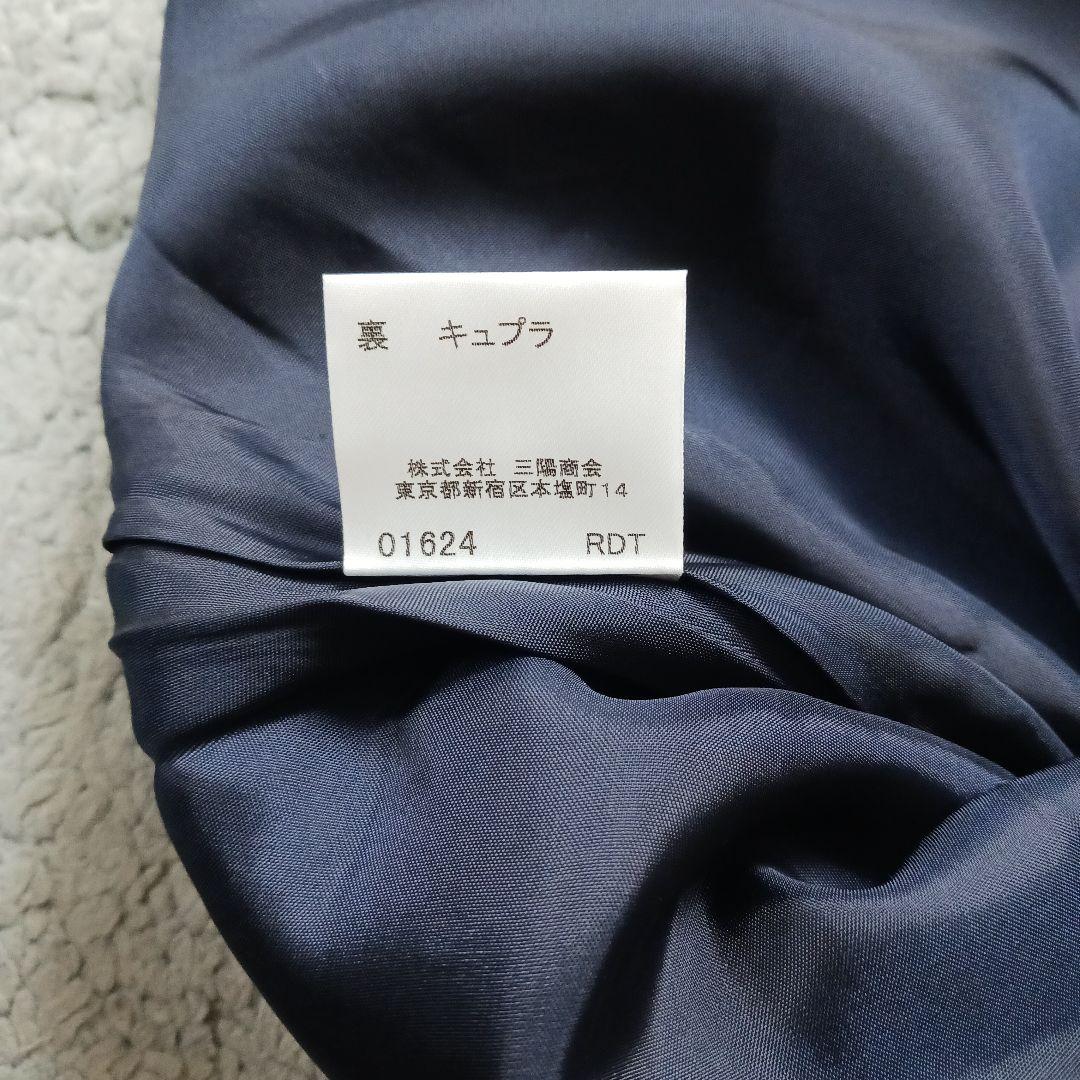 裏 キュプラ
株式会社 三陽商会
東京都新宿区本塩町14
01624 RDT